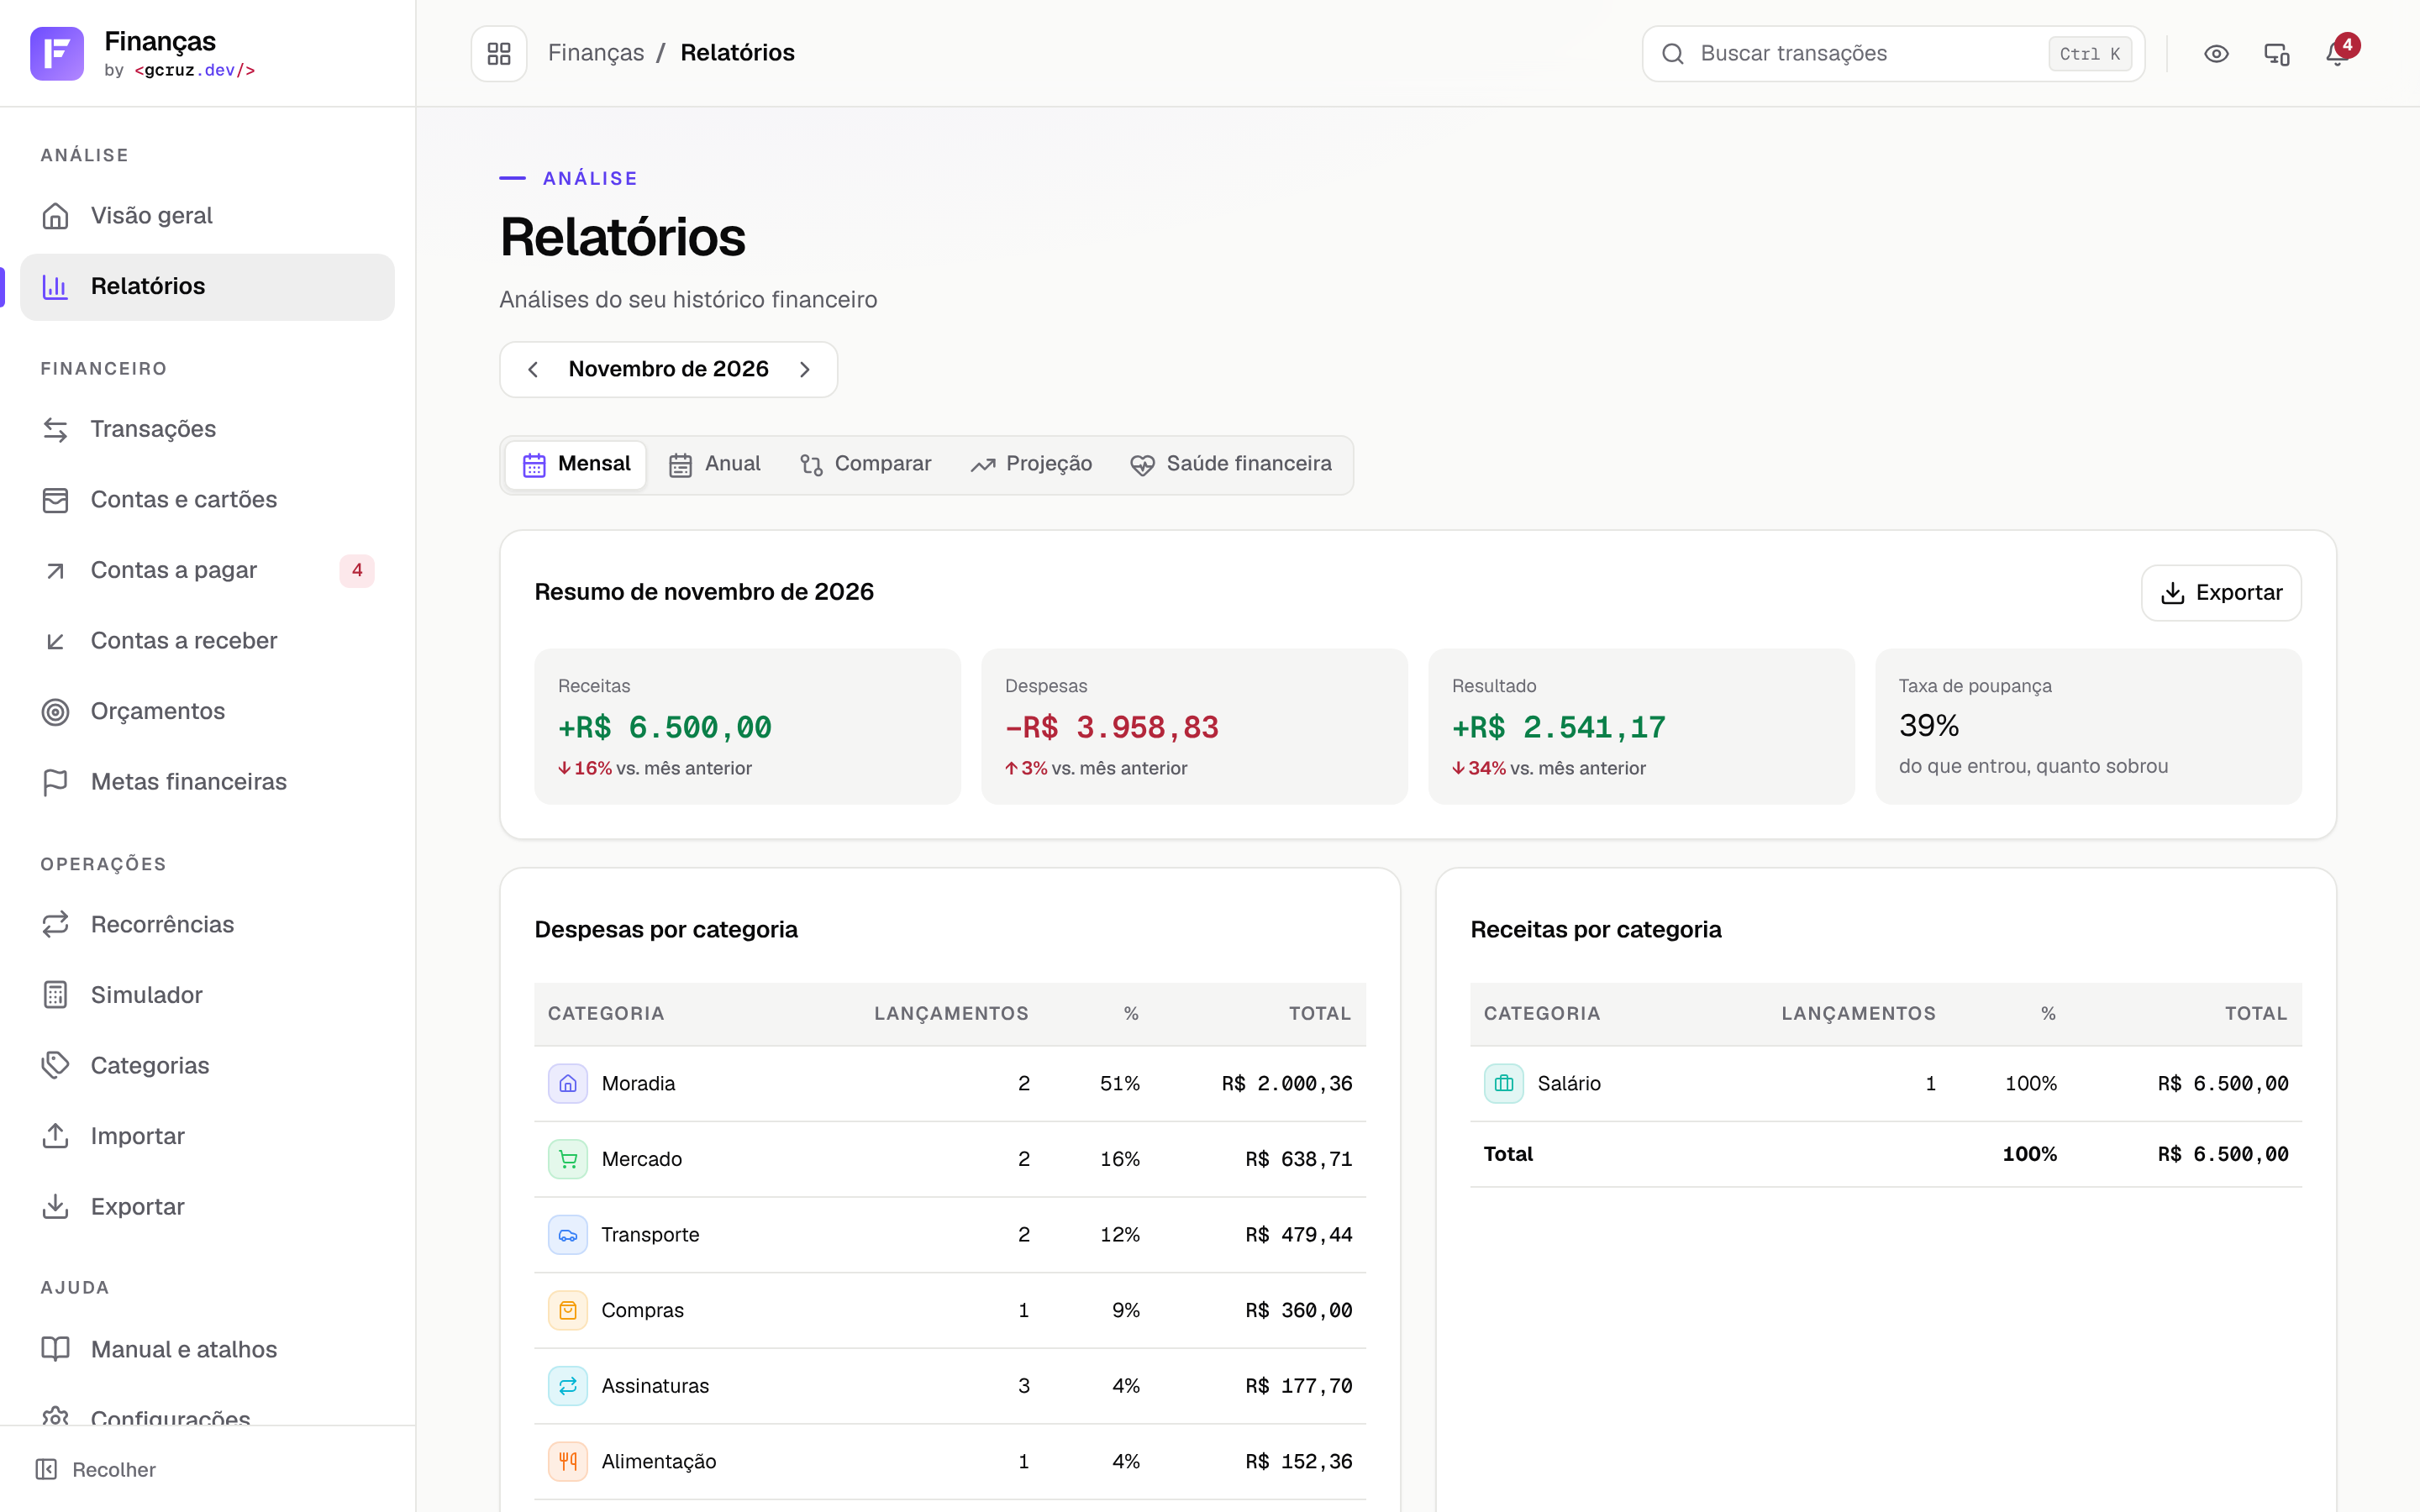 Finanças
by <gcruz.dev/>
ANÁLISE
Visão geral
Relatórios
FINANCEIRO
Transações
Contas e cartões
Contas a pagar 4
Contas a receber
Orçamentos
Metas financeiras
OPERAÇÕES
Recorrências
Simulador
Categorias
Importar
Exportar
AJUDA
Manual e atalhos
Configurações
Recolher
Finanças / Relatórios
Buscar transações Ctrl K
4
ANÁLISE
Relatórios
Análises do seu histórico financeiro
Novembro de 2026
Mensal Anual Comparar Projeção Saúde financeira
Resumo de novembro de 2026 Exportar
Receitas
+R$ 6.500,00
↓16% vs. mês anterior
Despesas
−R$ 3.958,83
↑3% vs. mês anterior
Resultado
+R$ 2.541,17
↓34% vs. mês anterior
Taxa de poupança
39%
do que entrou, quanto sobrou
Despesas por categoria
CATEGORIA LANÇAMENTOS % TOTAL
Moradia 2 51% R$ 2.000,36
Mercado 2 16% R$ 638,71
Transporte 2 12% R$ 479,44
Compras 1 9% R$ 360,00
Assinaturas 3 4% R$ 177,70
Alimentação 1 4% R$ 152,36
Receitas por categoria
CATEGORIA LANÇAMENTOS % TOTAL
Salário 1 100% R$ 6.500,00
Total 100% R$ 6.500,00